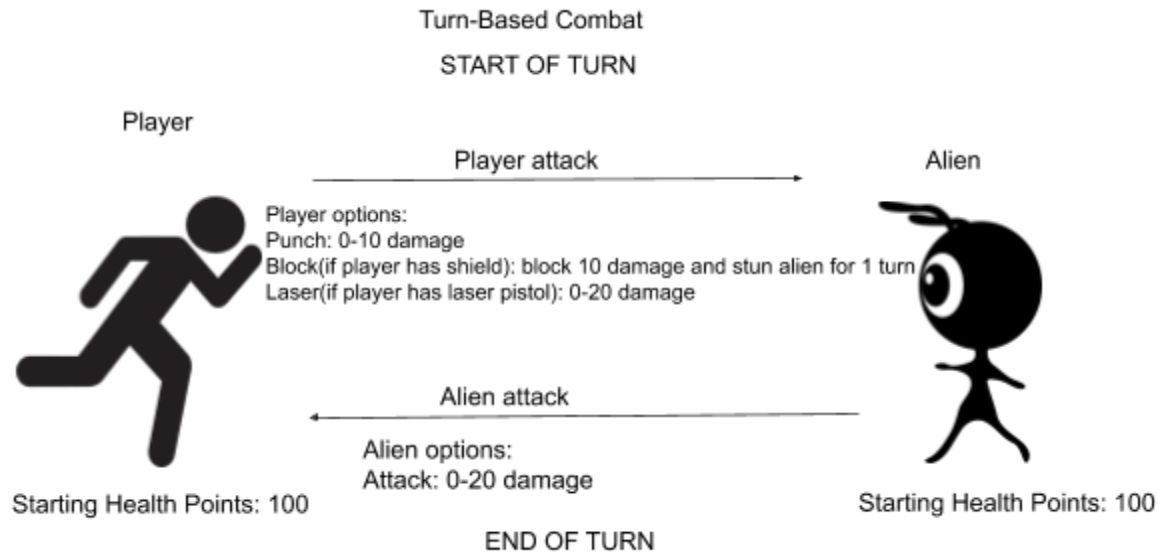 Turn-Based Combat
START OF TURN
Player
Player attack
Alien
Player options:
Punch: 0-10 damage
Block(if player has shield): block 10 damage and stun alien for 1 turn
Laser(if player has laser pistol): 0-20 damage
Alien attack
Alien options:
Attack: 0-20 damage
Starting Health Points: 100
Starting Health Points: 100
END OF TURN